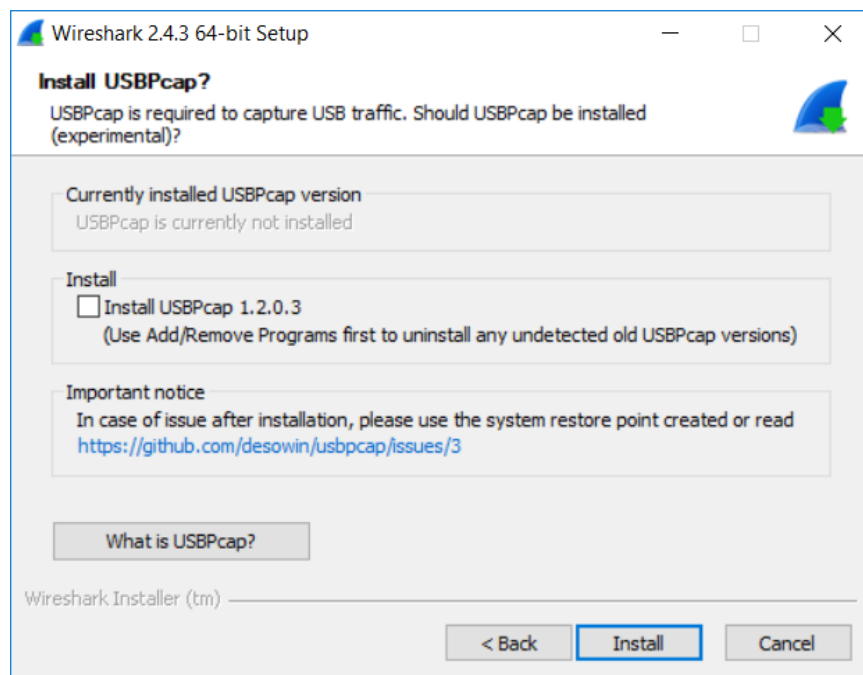 Wireshark 2.4.3 64-bit Setup
Install USBPcap?
USBPcap is required to capture USB traffic. Should USBPcap be installed
(experimental)?
Currently installed USBPcap version
USBPcap is currently not installed
Install
Install USBPcap 1.2.0.3
(Use Add/Remove Programs first to uninstall any undetected old USBPcap versions)
Important notice
In case of issue after installation, please use the system restore point created or read
https://github.com/desowin/usbpcap/issues/3
What is USBPcap?
Wireshark Installer (tm)
< Back
Install
Cancel